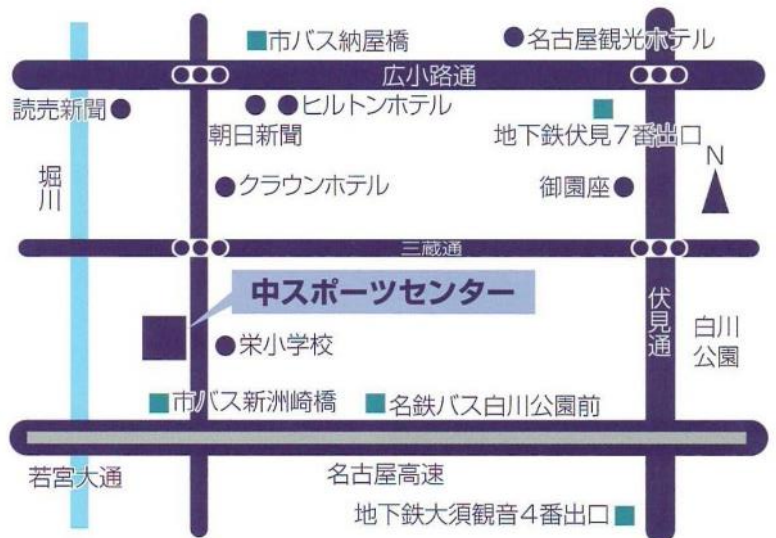 市バス納屋橋
名古屋観光ホテル
広小路通
読売新聞
朝日新聞
ヒルトンホテル
地下鉄伏見7番出口
N
堀川
クラウンホテル
御園座
三蔵通
中スポーツセンター
伏見通
白川
公園
栄小学校
市バス新洲崎橋
名鉄バス白川公園前
若宮大通
名古屋高速
地下鉄大須観音4番出口